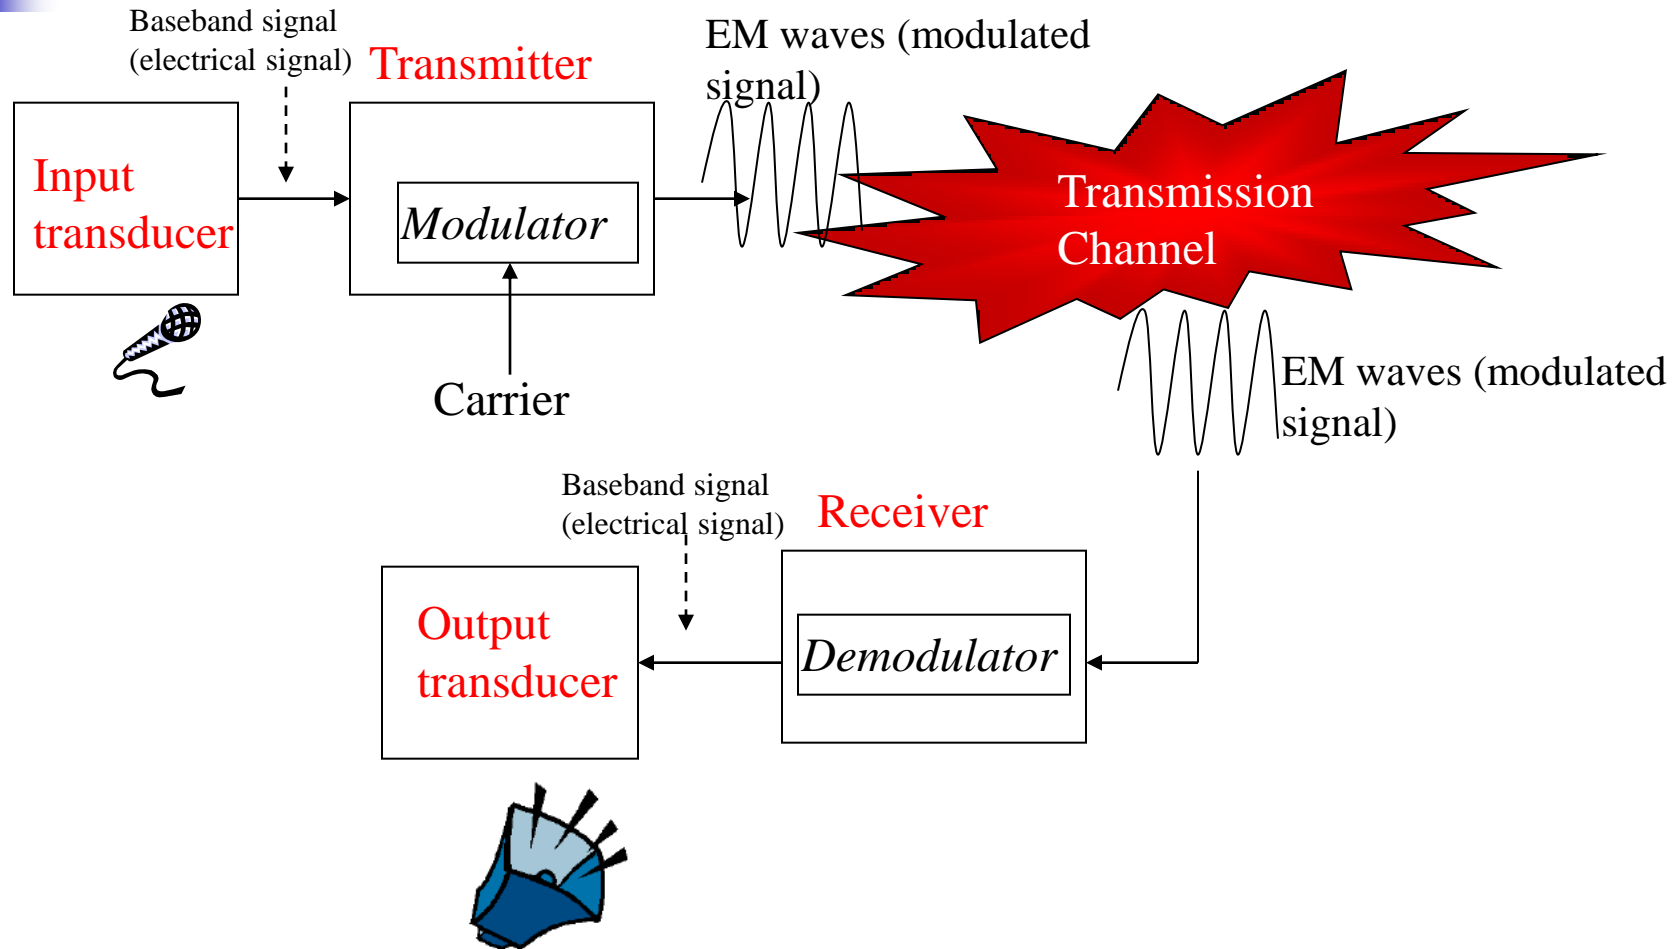 Baseband signal
(electrical signal)
Transmitter
EM waves (modulated
signal)
Input
transducer
Modulator
Transmission
Channel
Carrier
EM waves (modulated
signal)
Baseband signal
(electrical signal)
Receiver
Output
transducer
Demodulator